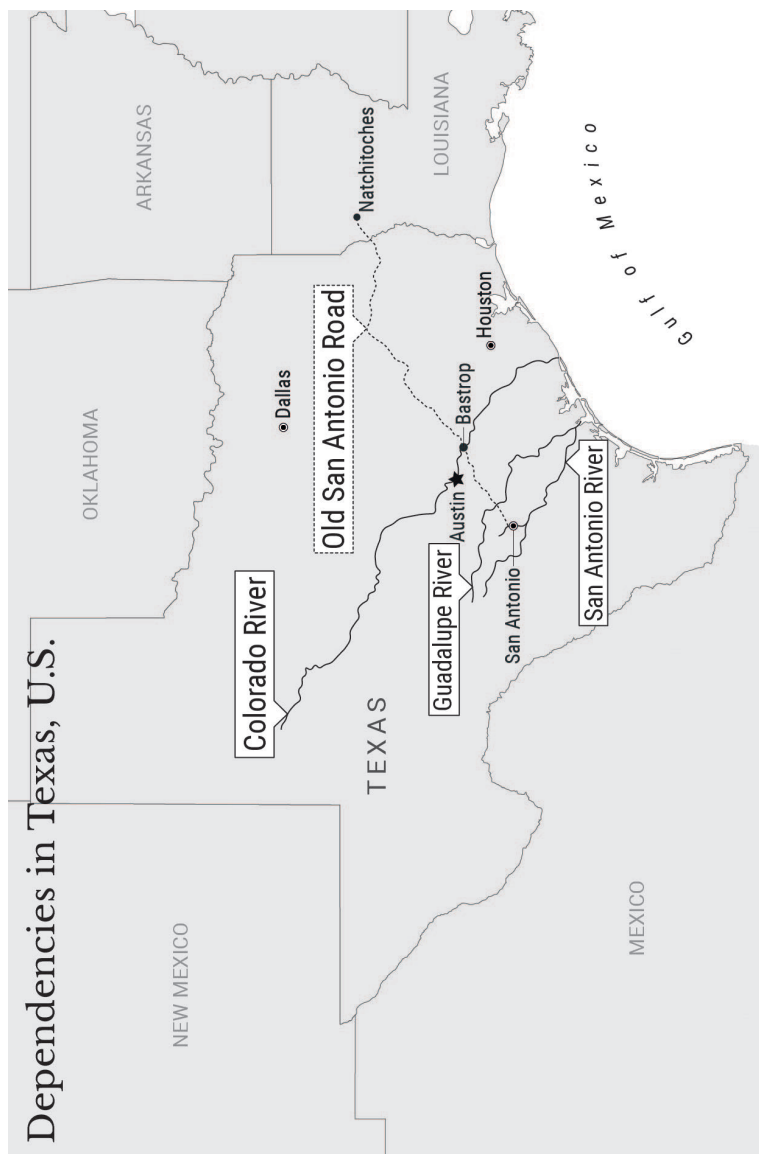 Dependencies in Texas, U.S.
OKLAHOMA
ARKANSAS
NEW MEXICO
Colorado River
Dallas
Old San Antonio Road
Natchitoches
TEXAS
LOUISIANA
Austin
Bastrop
Houston
Guadalupe River
San Antonio
San Antonio River
MEXICO
Gulf of Mexico